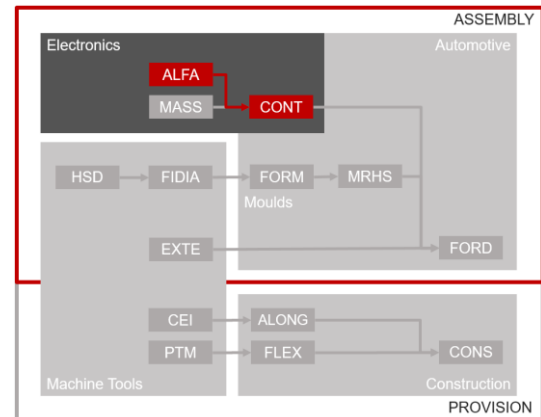 ASSEMBLY
Electronics
Automotive
ALFA
MASS
CONT
HSD
FIDIA
FORM
MRHS
Moulds
EXTE
FORD
CEI
ALONG
PTM
FLEX
CONS
Machine Tools
Construction
PROVISION